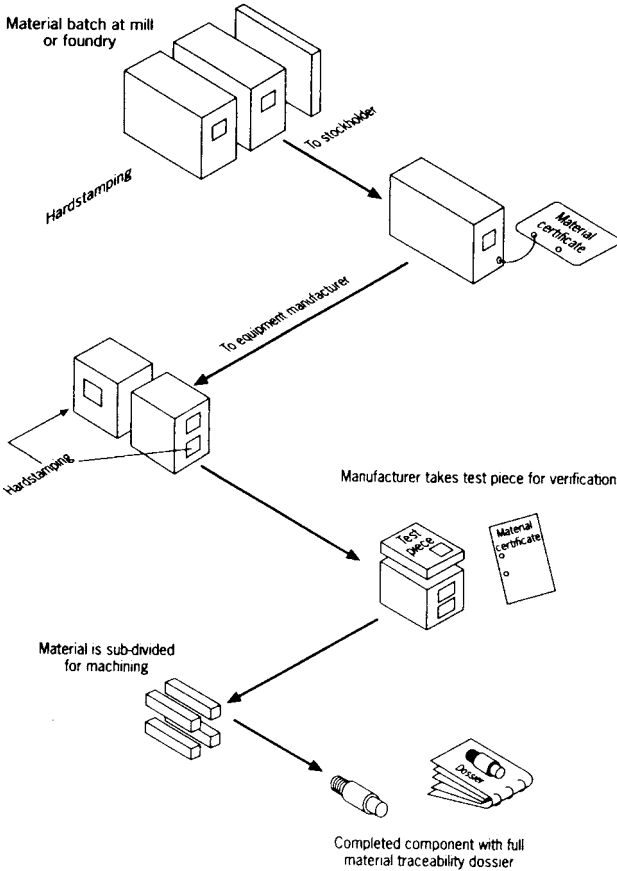 Material batch at mill
or foundry
Hardstamping
To stockholder
Material
certificate
To equipment manufacturer
Hardstamping
Manufacturer takes test piece for verification
Test
piece
Material
certificate
Material is sub-divided
for machining
Dossier
Completed component with full
material traceability dossier